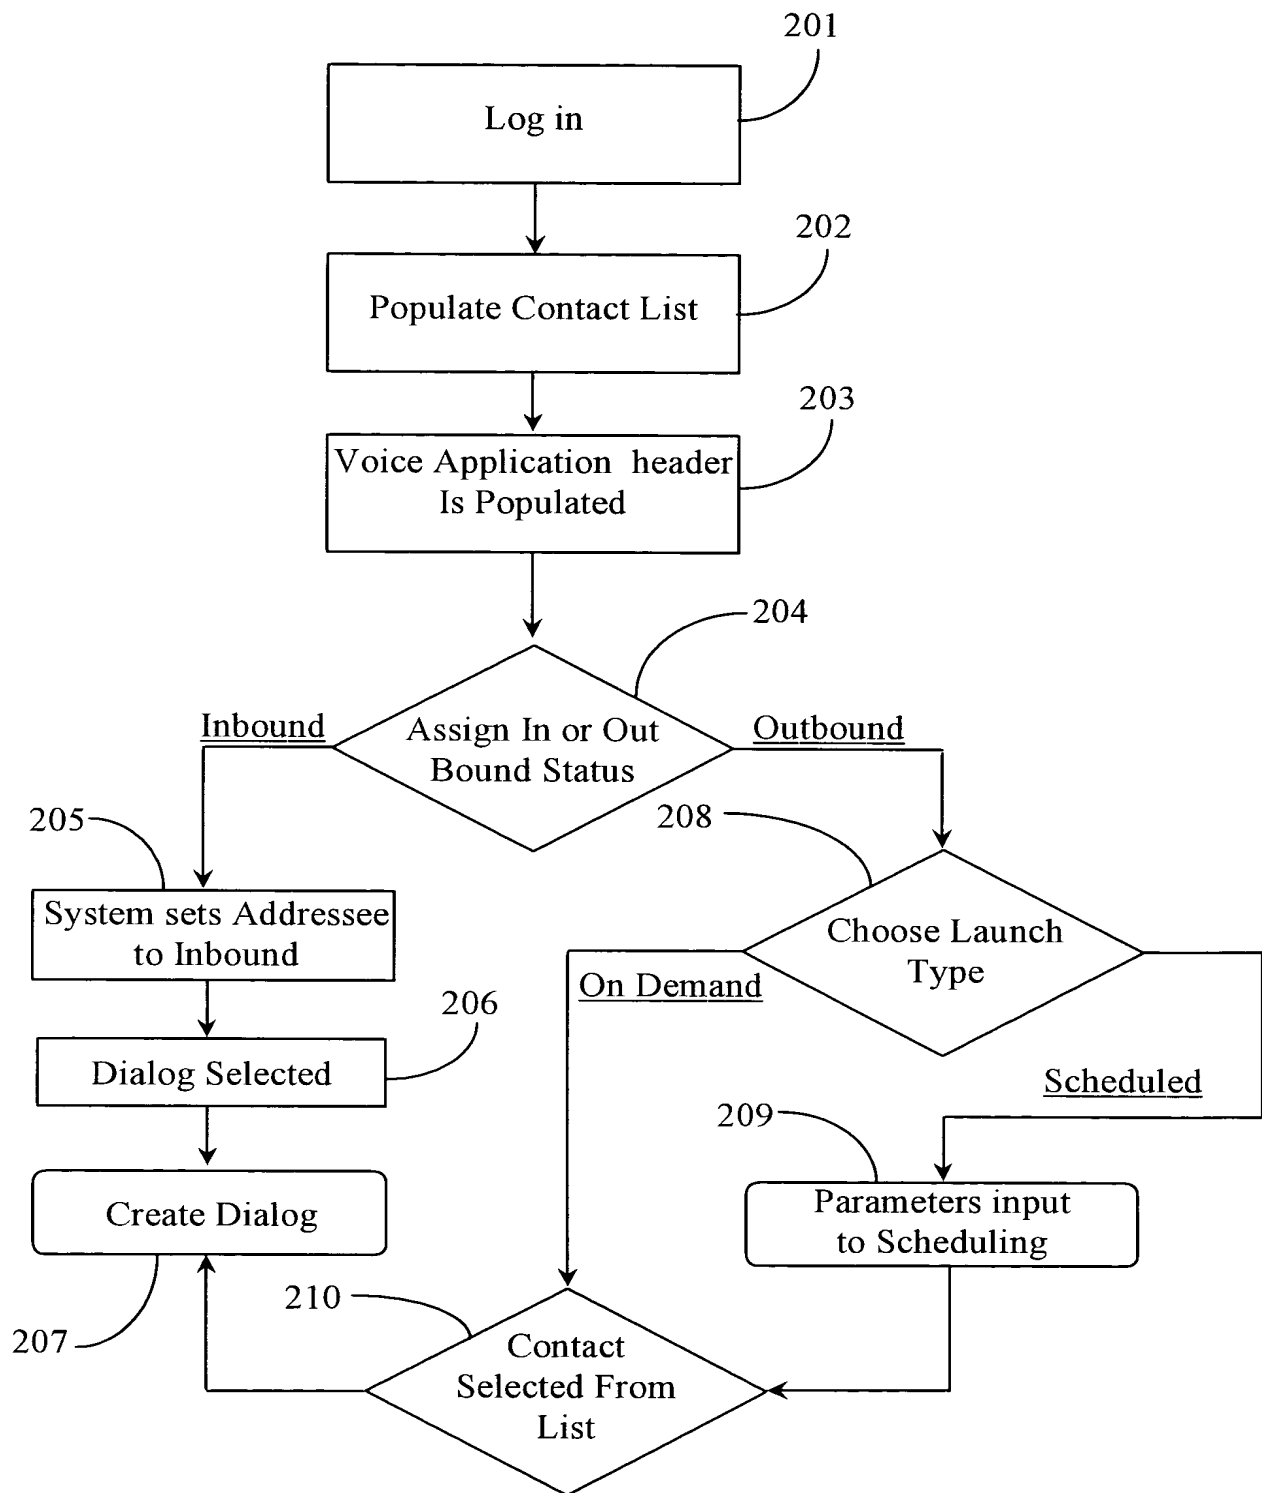 201
Log in
202
Populate Contact List
203
Voice Application header
Is Populated
204
Inbound
Assign In or Out
Bound Status
Outbound
205
208
System sets Addressee
to Inbound
Choose Launch
Type
On Demand
206
Dialog Selected
Scheduled
209
Create Dialog
Parameters input
to Scheduling
210
207
Contact
Selected From
List